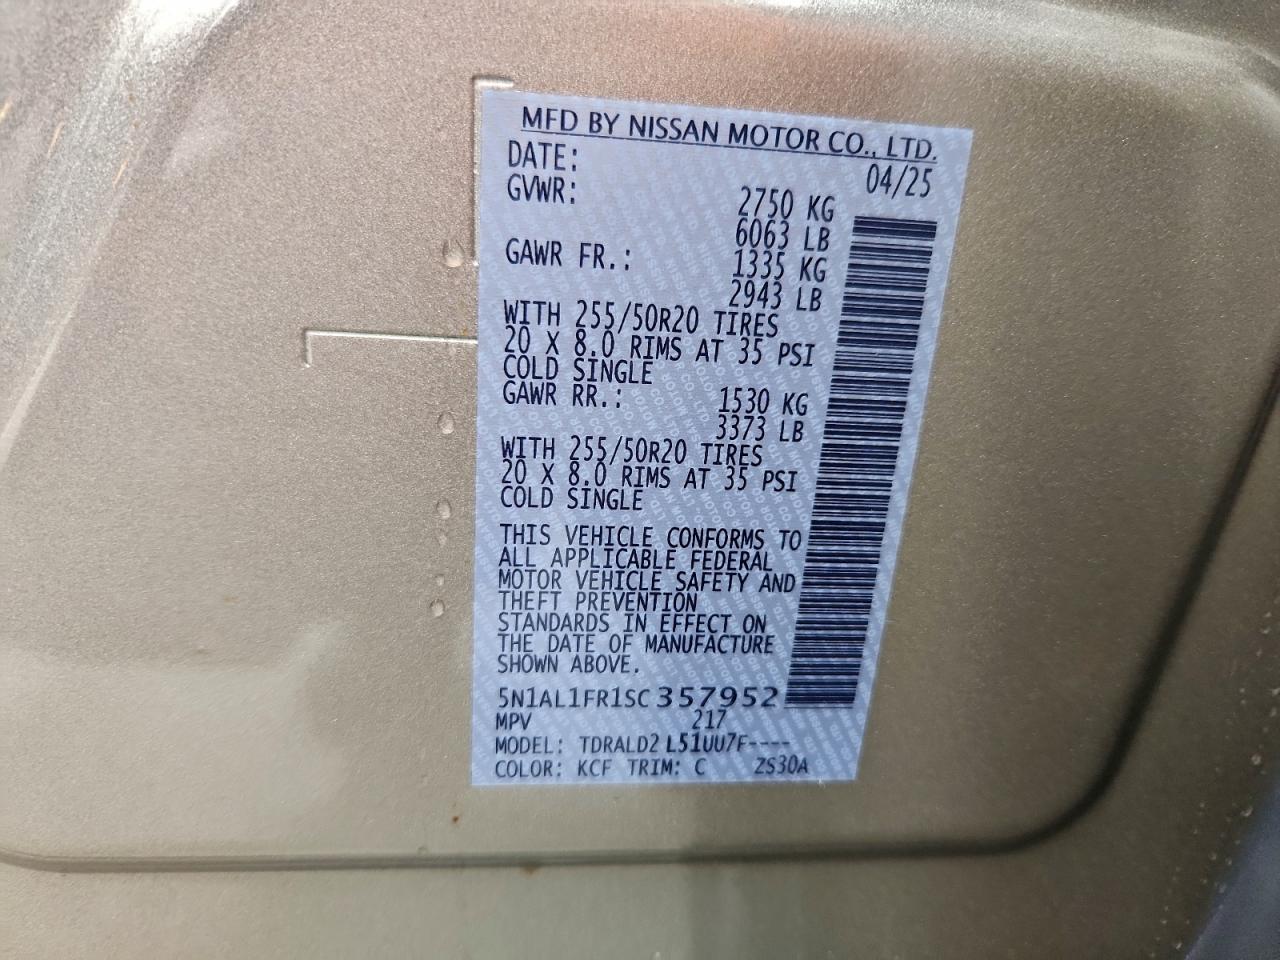 MFD BY NISSAN MOTOR CO., LTD.
DATE: 04/25
GVWR: 2750 KG
6063 LB
GAWR FR.: 1335 KG
2943 LB
WITH 255/50R20 TIRES
20 X 8.0 RIMS AT 35 PSI
COLD SINGLE
GAWR RR.: 1530 KG
3373 LB
WITH 255/50R20 TIRES
20 X 8.0 RIMS AT 35 PSI
COLD SINGLE
THIS VEHICLE CONFORMS TO
ALL APPLICABLE FEDERAL
MOTOR VEHICLE SAFETY AND
THEFT PREVENTION
STANDARDS IN EFFECT ON
THE DATE OF MANUFACTURE
SHOWN ABOVE.
5N1AL1FR1SC357952
MPV 217
MODEL: TDRALD2 L51UU7F----
COLOR: KCF TRIM: C ZS30A